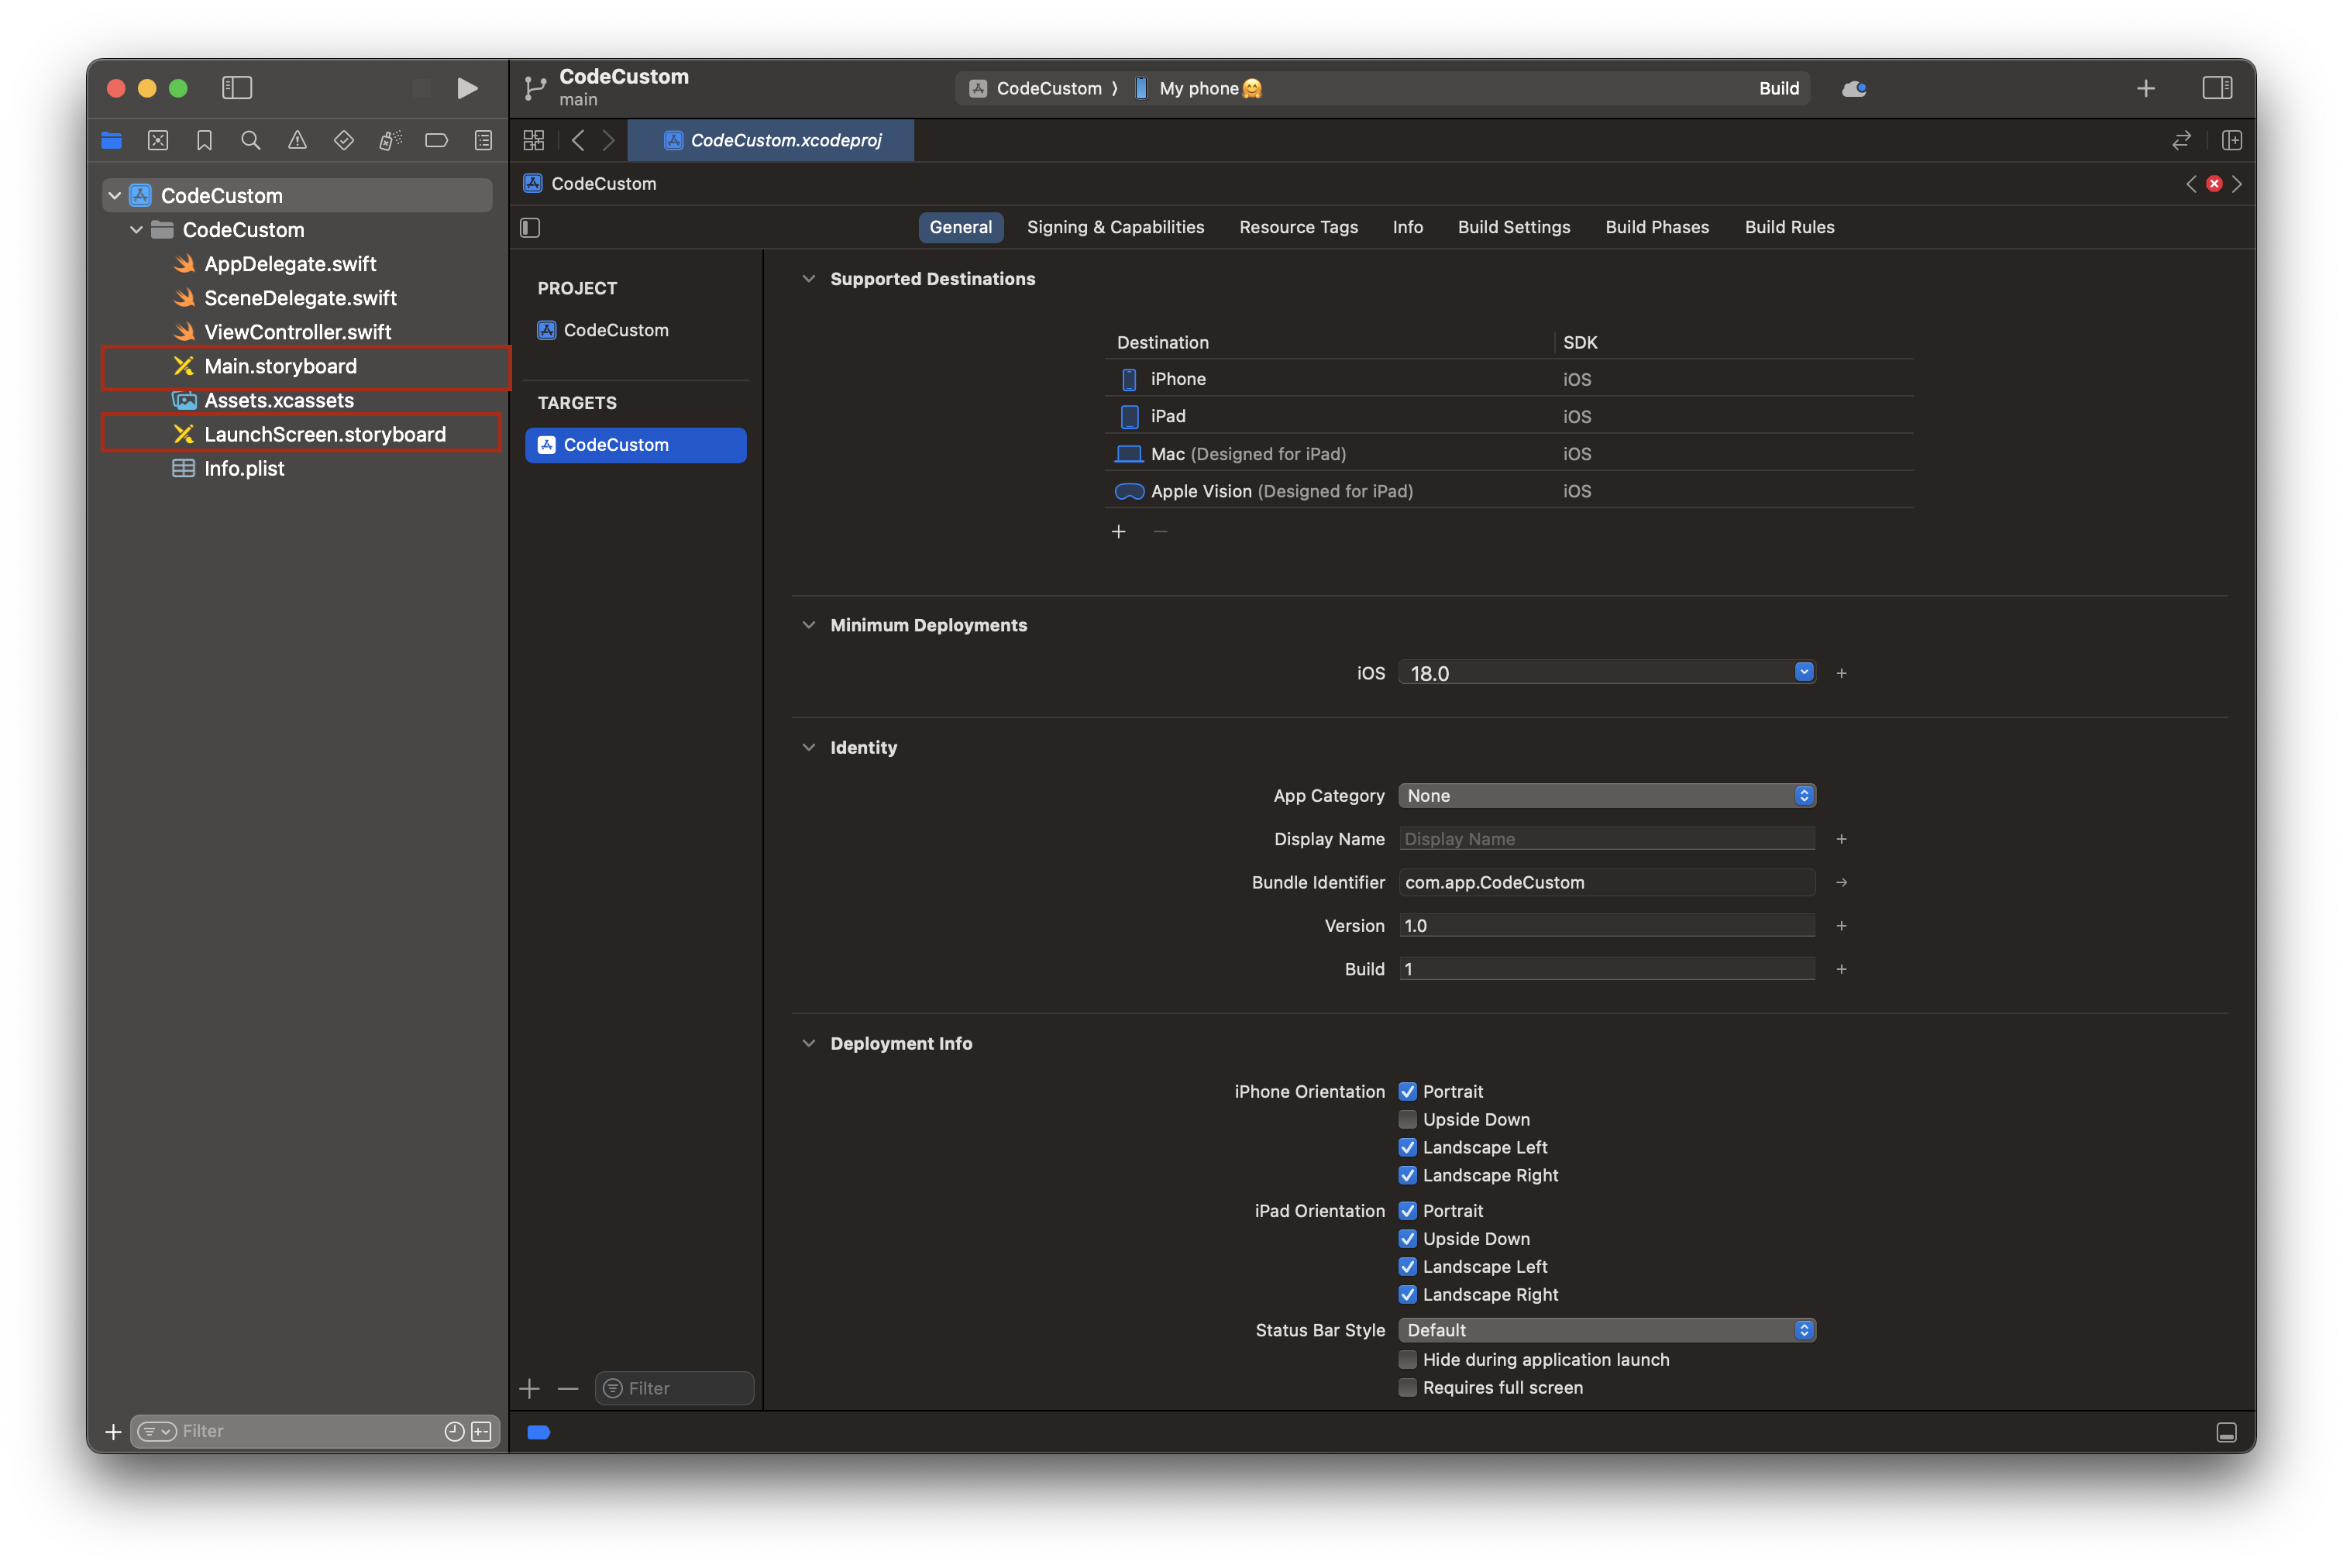 CodeCustom
main
CodeCustom ⟩ My phone🤗
Build
CodeCustom.xcodeproj
CodeCustom
CodeCustom
AppDelegate.swift
SceneDelegate.swift
ViewController.swift
Main.storyboard
Assets.xcassets
LaunchScreen.storyboard
Info.plist
Filter
CodeCustom
General Signing & Capabilities Resource Tags Info Build Settings Build Phases Build Rules
PROJECT
CodeCustom
TARGETS
CodeCustom
Filter
Supported Destinations
Destination SDK
iPhone iOS
iPad iOS
Mac (Designed for iPad) iOS
Apple Vision (Designed for iPad) iOS
Minimum Deployments
iOS 18.0
Identity
App Category None
Display Name Display Name
Bundle Identifier com.app.CodeCustom
Version 1.0
Build 1
Deployment Info
iPhone Orientation Portrait
Upside Down
Landscape Left
Landscape Right
iPad Orientation Portrait
Upside Down
Landscape Left
Landscape Right
Status Bar Style Default
Hide during application launch
Requires full screen